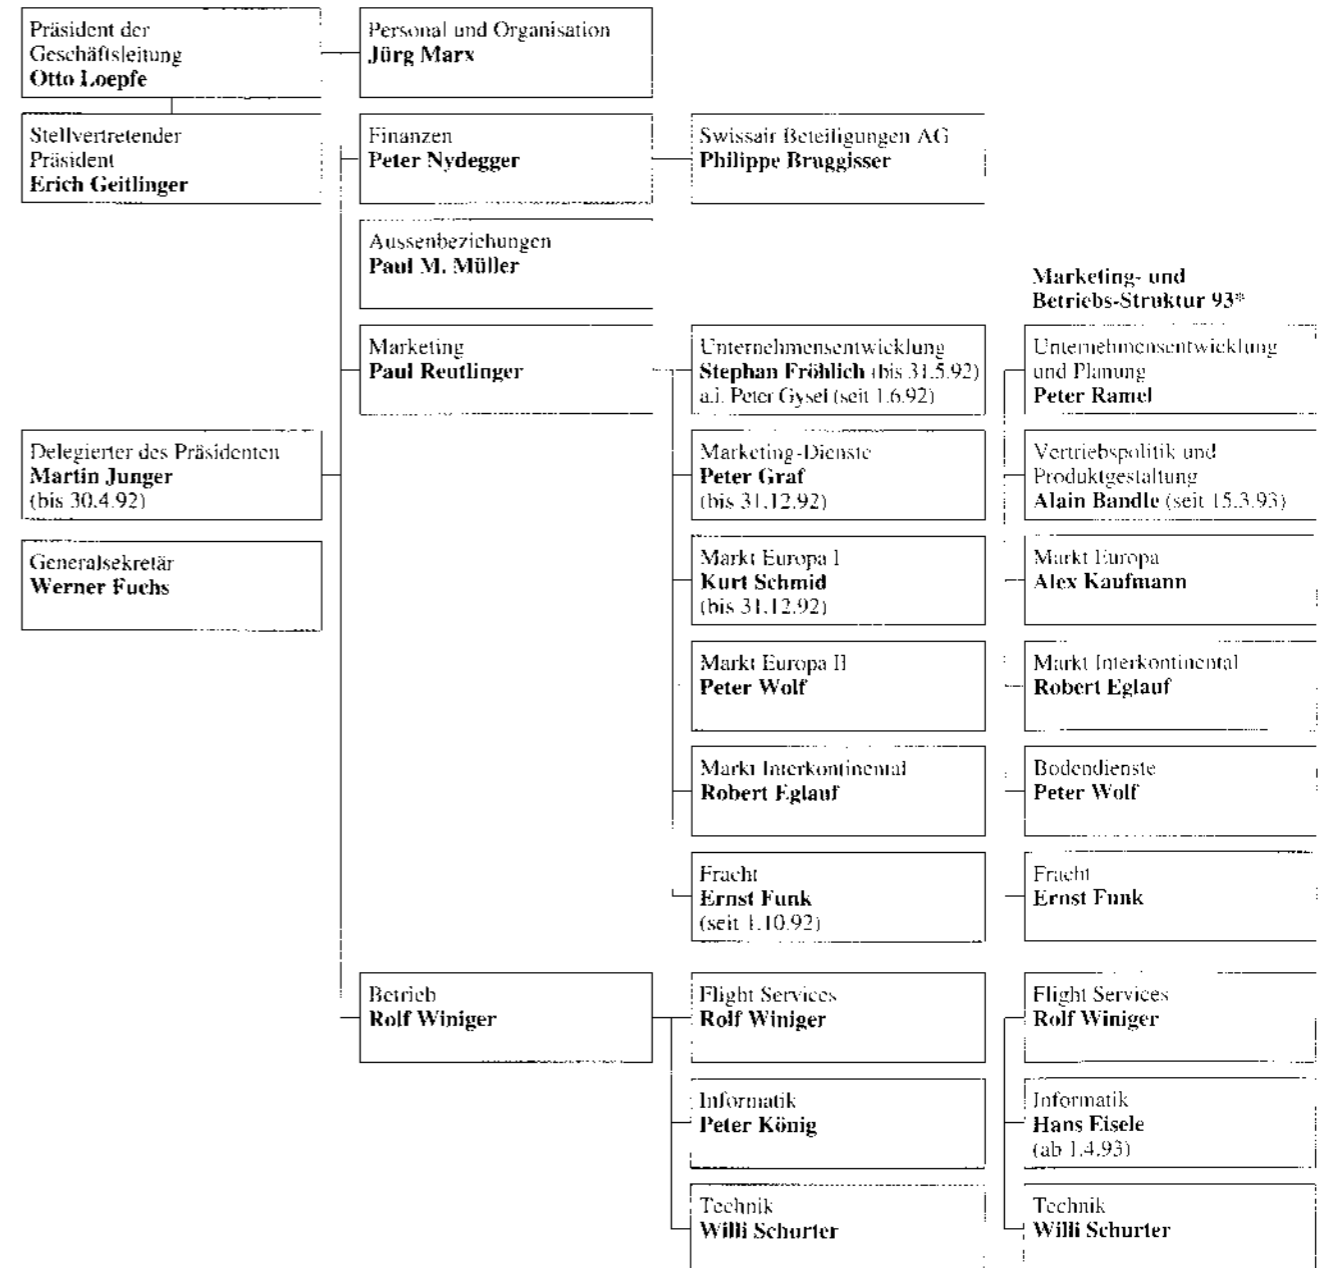 Präsident der
Geschäftsleitung
Otto Loepfe
Personal und Organisation
Jürg Marx
Stellvertretender
Präsident
Erich Geitlinger
Finanzen
Peter Nydegger
Swissair Beteiligungen AG
Philippe Bruggisser
Aussenbeziehungen
Paul M. Müller
Marketing- und
Betriebs-Struktur 93*
Marketing
Paul Reutlinger
Unternehmensentwicklung
Stephan Fröhlich (bis 31.5.92)
a.i. Peter Gysel (seit 1.6.92)
Unternehmensentwicklung
und Planung
Peter Ramel
Delegierter des Präsidenten
Martin Junger
(bis 30.4.92)
Marketing-Dienste
Peter Graf
(bis 31.12.92)
Vertriebspolitik und
Produktgestaltung
Alain Bandle (seit 15.3.93)
Generalsekretär
Werner Fuchs
Markt Europa I
Kurt Schmid
(bis 31.12.92)
Markt Europa
Alex Kaufmann
Markt Europa II
Peter Wolf
Markt Interkontinental
Robert Eglauf
Markt Interkontinental
Robert Eglauf
Bodendienste
Peter Wolf
Fracht
Ernst Funk
(seit 1.10.92)
Fracht
Ernst Funk
Betrieb
Rolf Winiger
Flight Services
Rolf Winiger
Flight Services
Rolf Winiger
Informatik
Peter König
Informatik
Hans Eisele
(ab 1.4.93)
Technik
Willi Schurter
Technik
Willi Schurter